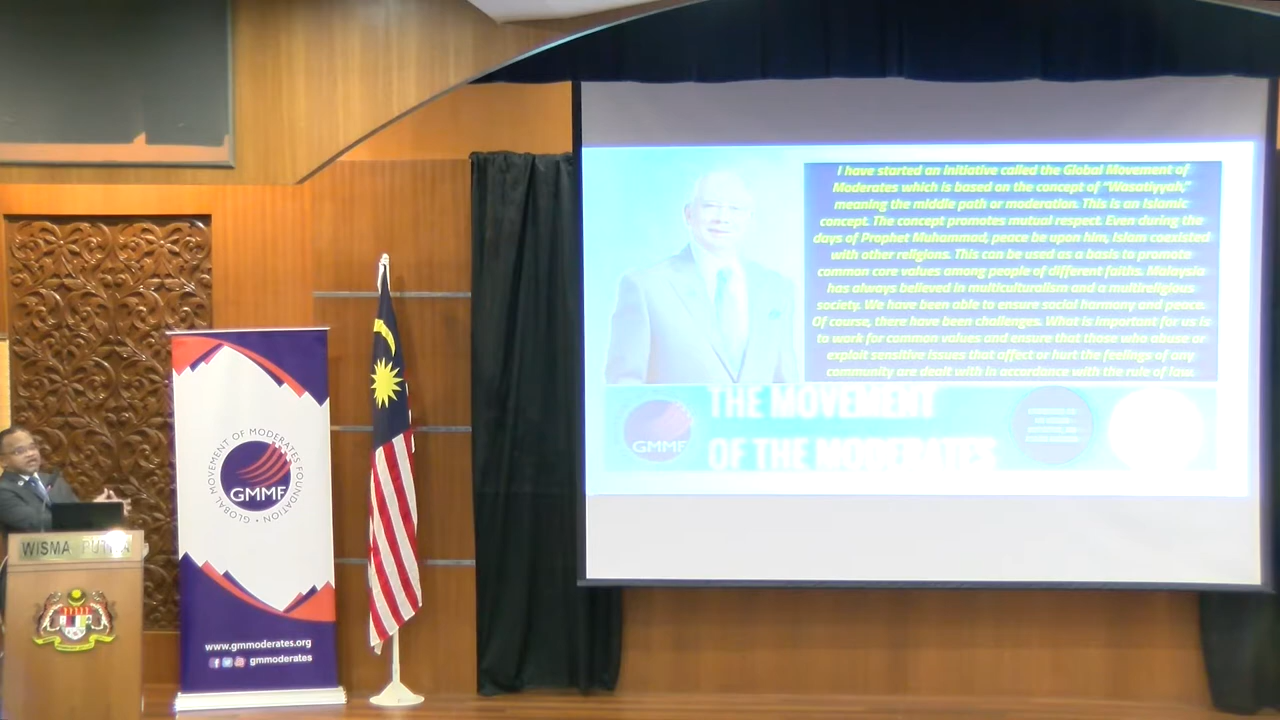 I have started an initiative called the Global Movement of
Moderates which is based on the concept of "Wasatiyyah,"
meaning the middle path or moderation. This is an Islamic
concept. The concept promotes mutual respect. Even during the
days of Prophet Muhammad, peace be upon him, Islam coexisted
with other religions. This can be used as a basis to promote
common core values among people of different faiths. Malaysia
has always believed in multiculturalism and a multireligious
society. We have been able to ensure social harmony and peace.
Of course, there have been challenges. What is important for us is
to work for common values and ensure that those who abuse or
exploit sensitive issues that affect or hurt the feelings of any
community are dealt with in accordance with the rule of law.
GMMF
THE MOVEMENT
OF THE MODERATES
GLOBAL MOVEMENT OF MODERATES FOUNDATION •
GMMF
www.gmmoderates.org
gmmoderates
WISMA PUTRA